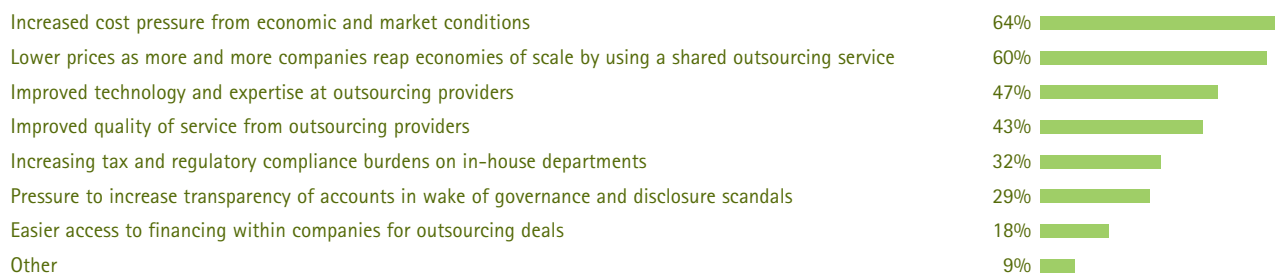 Increased cost pressure from economic and market conditions 64%
Lower prices as more and more companies reap economies of scale by using a shared outsourcing service 60%
Improved technology and expertise at outsourcing providers 47%
Improved quality of service from outsourcing providers 43%
Increasing tax and regulatory compliance burdens on in-house departments 32%
Pressure to increase transparency of accounts in wake of governance and disclosure scandals 29%
Easier access to financing within companies for outsourcing deals 18%
Other 9%